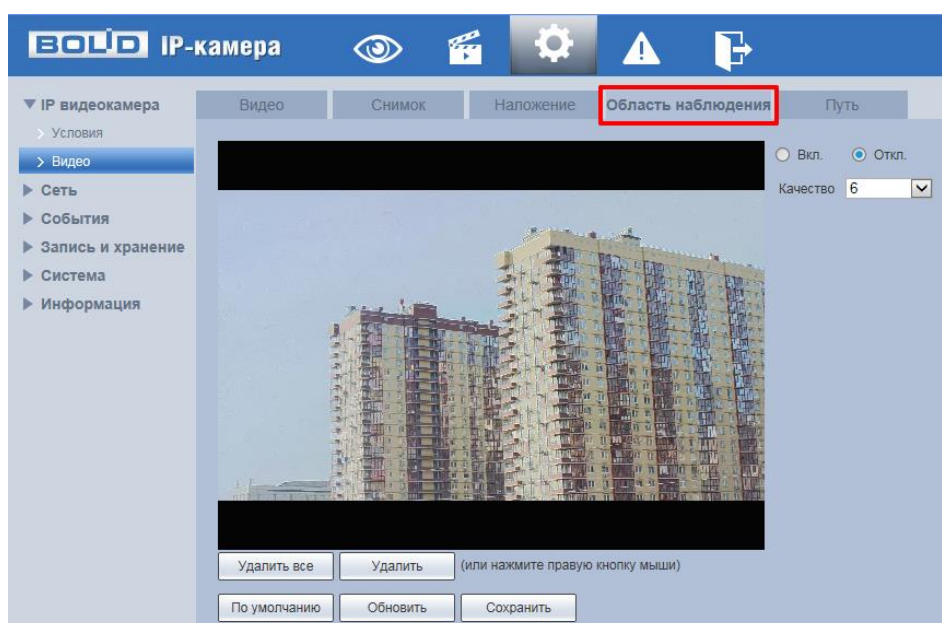 BOLID IP-камера
IP видеокамера
Условия
Видео
Сеть
События
Запись и хранение
Система
Информация
Видео Снимок Наложение Область наблюдения Путь
Вкл. Откл.
Качество 6
Удалить все Удалить (или нажмите правую кнопку мыши)
По умолчанию Обновить Сохранить